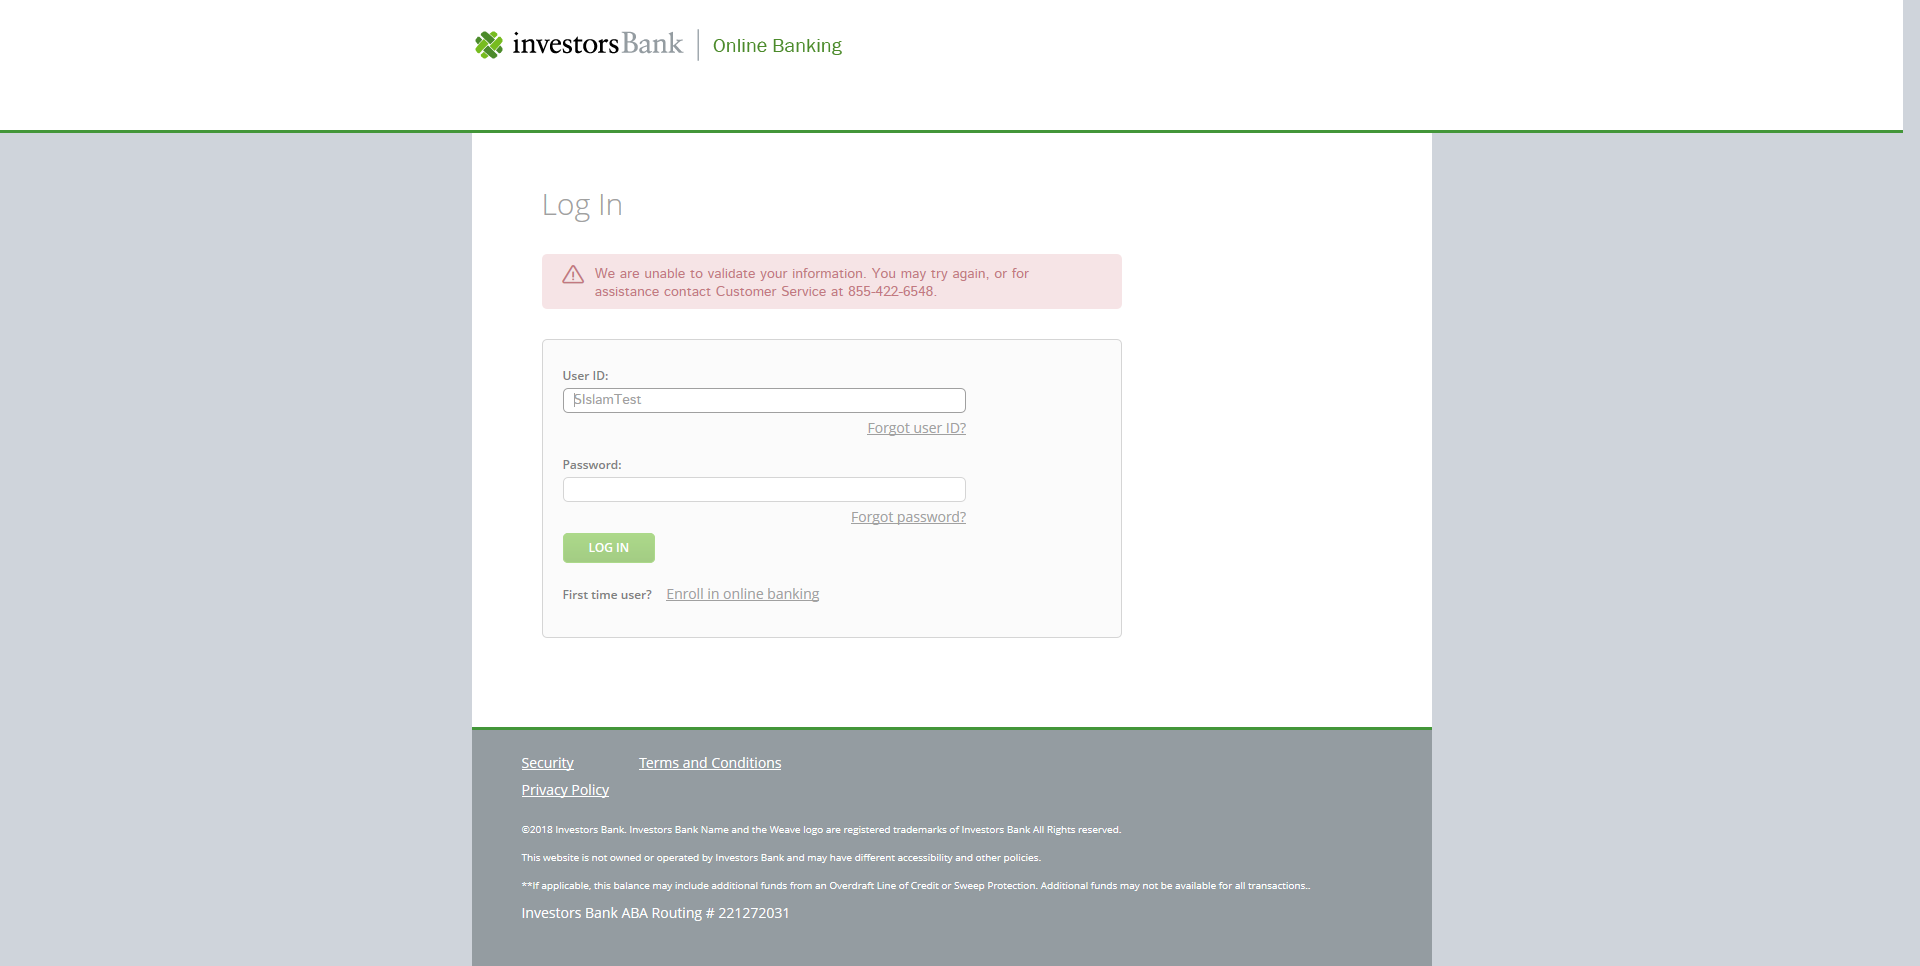 investorsBank Online Banking
Log In
We are unable to validate your information. You may try again, or for
assistance contact Customer Service at 855-422-6548.
User ID:
SIslamTest
Forgot user ID?
Password:
Forgot password?
LOG IN
First time user? Enroll in online banking
Security Terms and Conditions
Privacy Policy
©2018 Investors Bank. Investors Bank Name and the Weave logo are registered trademarks of Investors Bank All Rights reserved.
This website is not owned or operated by Investors Bank and may have different accessibility and other policies.
**If applicable, this balance may include additional funds from an Overdraft Line of Credit or Sweep Protection. Additional funds may not be available for all transactions..
Investors Bank ABA Routing # 221272031